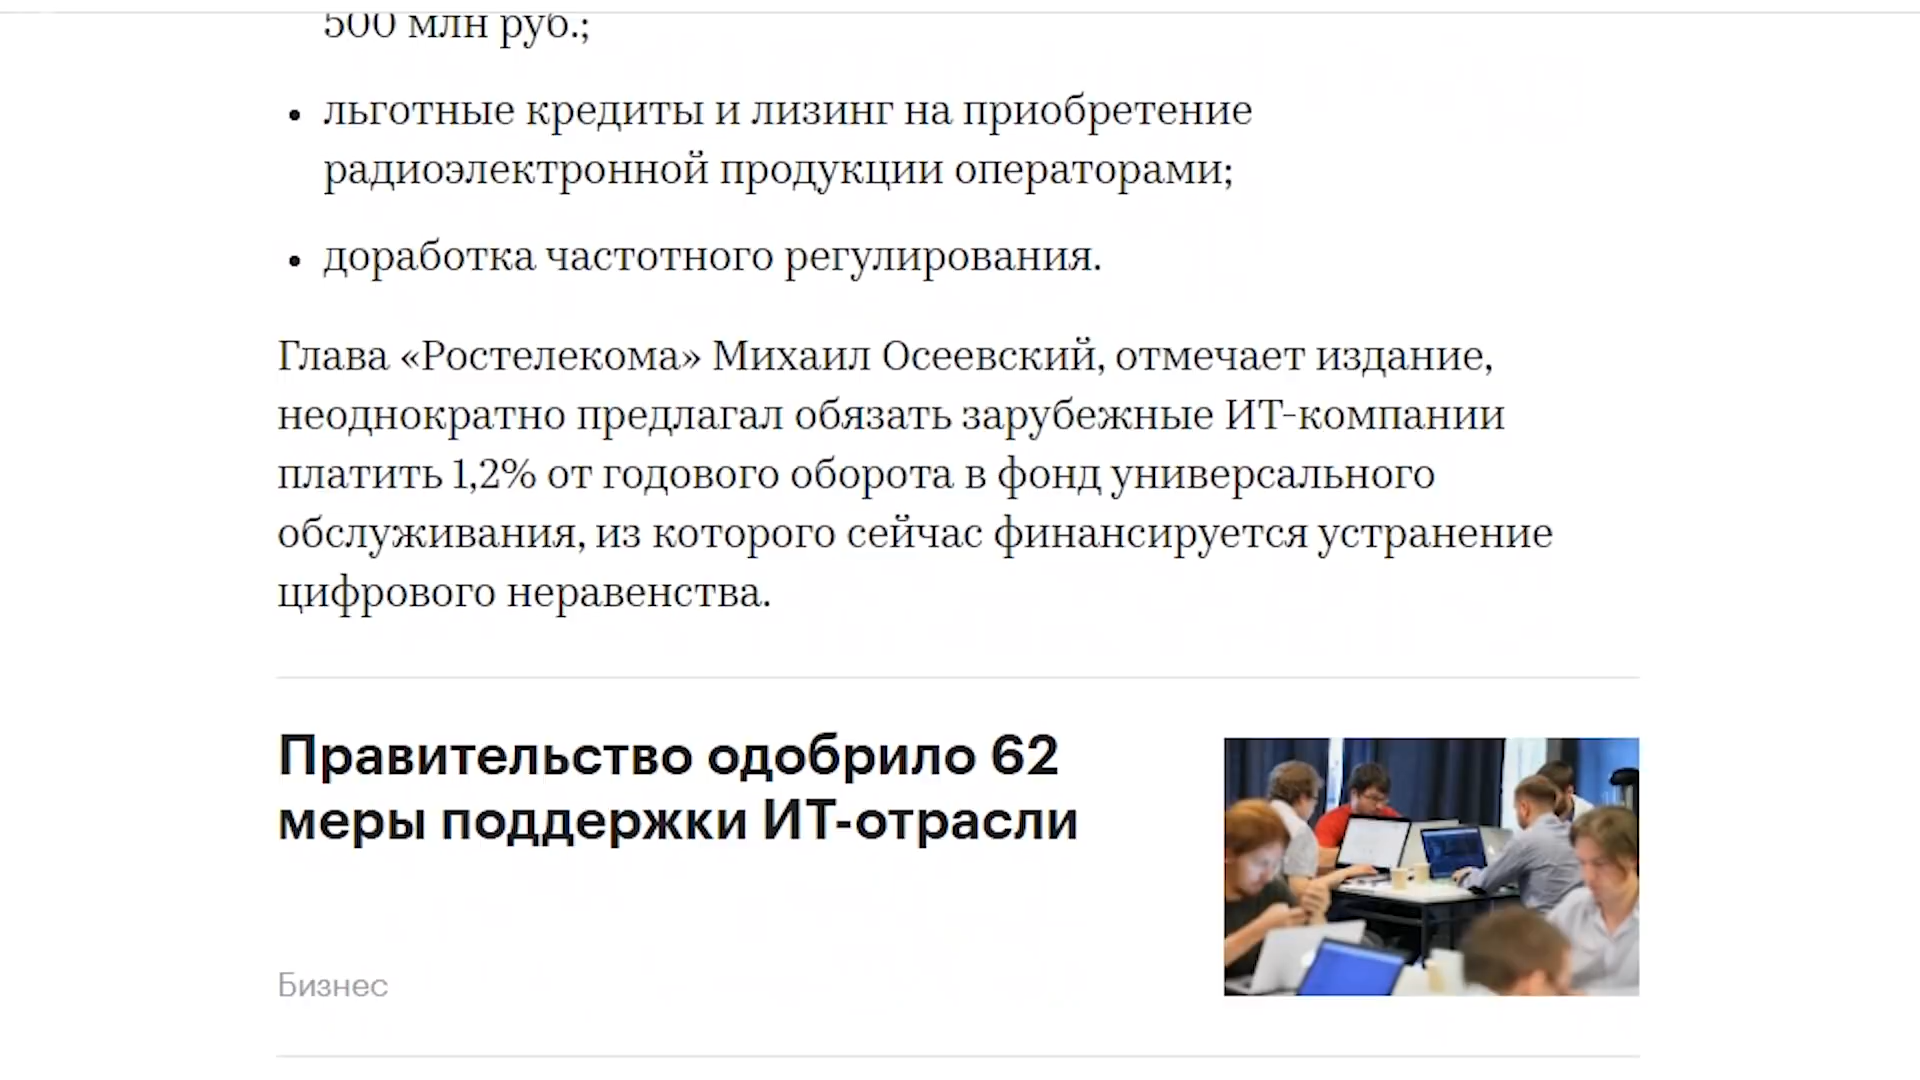 500 млн руб.;
• льготные кредиты и лизинг на приобретение
радиоэлектронной продукции операторами;
• доработка частотного регулирования.
Глава «Ростелекома» Михаил Осеевский, отмечает издание,
неоднократно предлагал обязать зарубежные ИТ-компании
платить 1,2% от годового оборота в фонд универсального
обслуживания, из которого сейчас финансируется устранение
цифрового неравенства.
Правительство одобрило 62
меры поддержки ИТ-отрасли
Бизнес